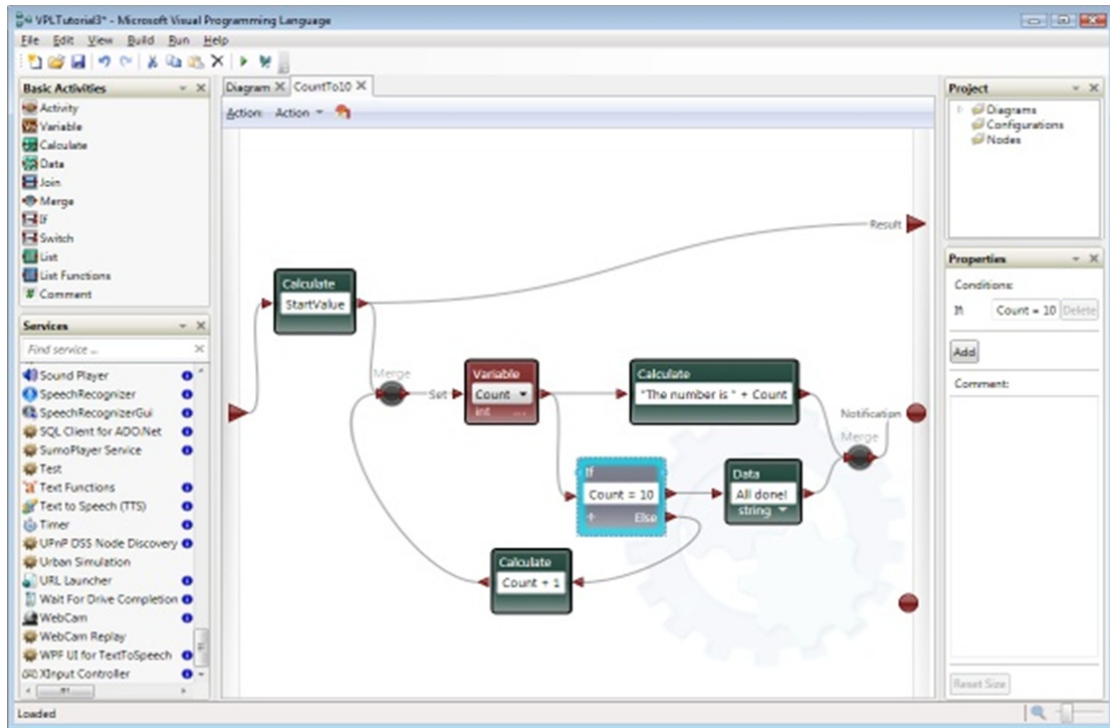 VPLTutorial3* - Microsoft Visual Programming Language
File Edit View Build Run Help
Basic Activities
Activity
Variable
Calculate
Data
Join
Merge
If
Switch
List
List Functions
Comment
Services
Find service ...
Sound Player
SpeechRecognizer
SpeechRecognizerGui
SQL Client for ADO.Net
SumoPlayer Service
Test
Text Functions
Text to Speech (TTS)
Timer
UPnP DSS Node Discovery
Urban Simulation
URL Launcher
Wait For Drive Completion
WebCam
WebCam Replay
WPF UI for TextToSpeech
XInput Controller
Diagram CountTo10
Action: Action
Result
Calculate
StartValue
Merge
Set
Variable
Count
int ...
Calculate
"The number is " + Count
Notification
Merge
If
Count = 10
+ Else
Data
All done!
string
Calculate
Count + 1
Project
Diagrams
Configurations
Nodes
Properties
Conditions:
If Count = 10 Delete
Add
Comment:
Reset Size
Loaded